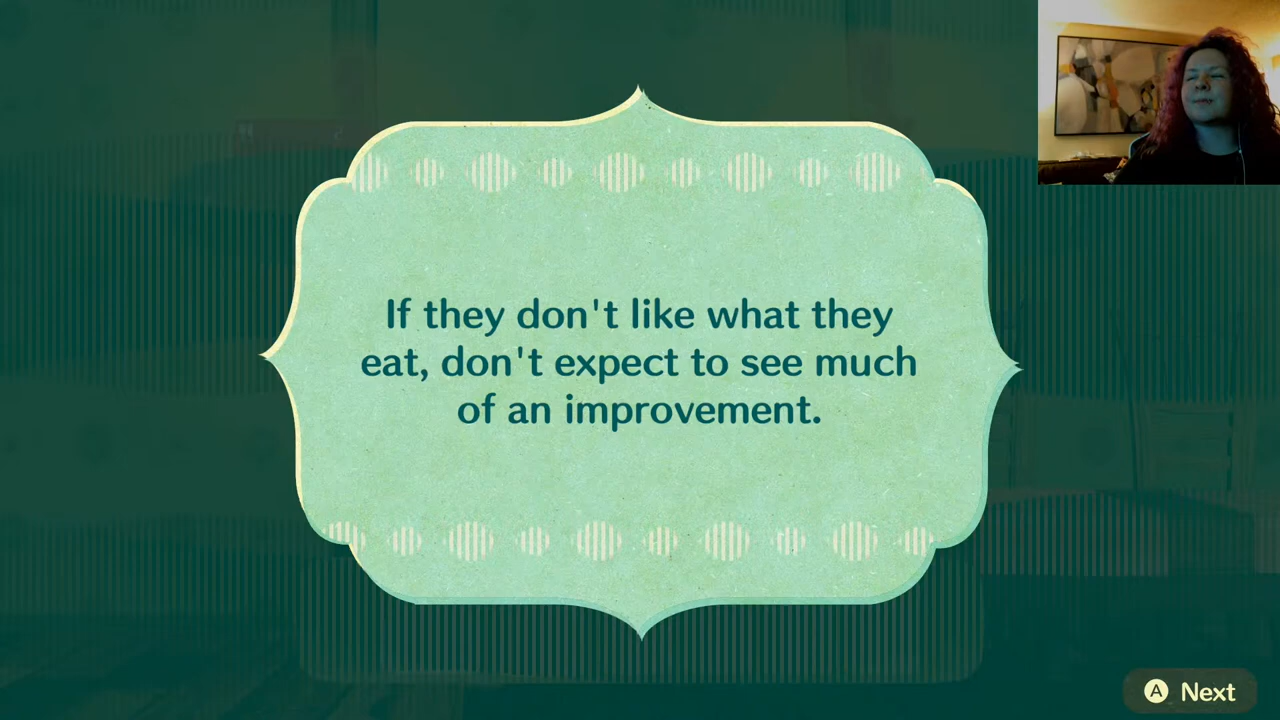 If they don't like what they
eat, don't expect to see much
of an improvement.
A Next